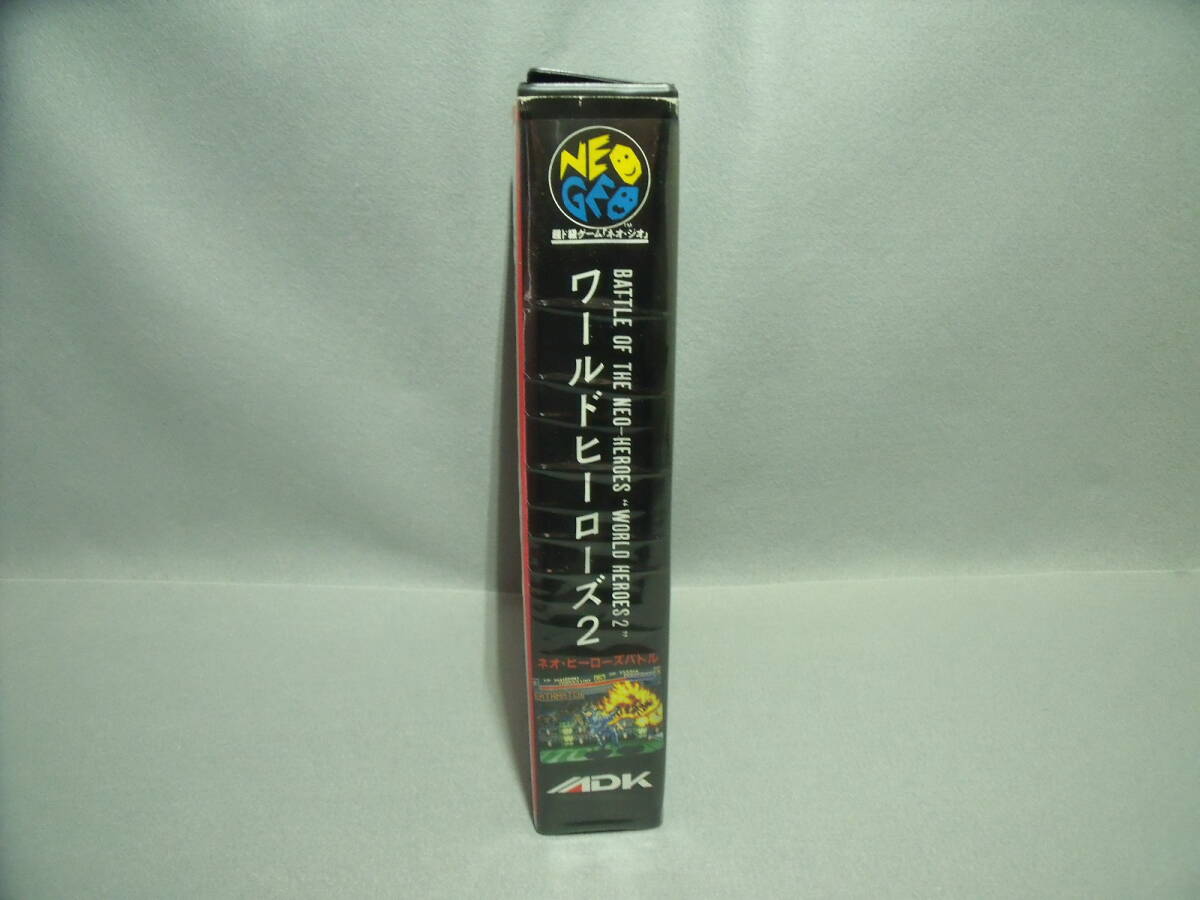 NEO
GEO
TM
超ド級ゲーム「ネオ・ジオ」
BATTLE OF THE NEO-HEROES "WORLD HEROES 2"
ワールドヒーローズ2
ネオ・ヒーローズバトル
ADK